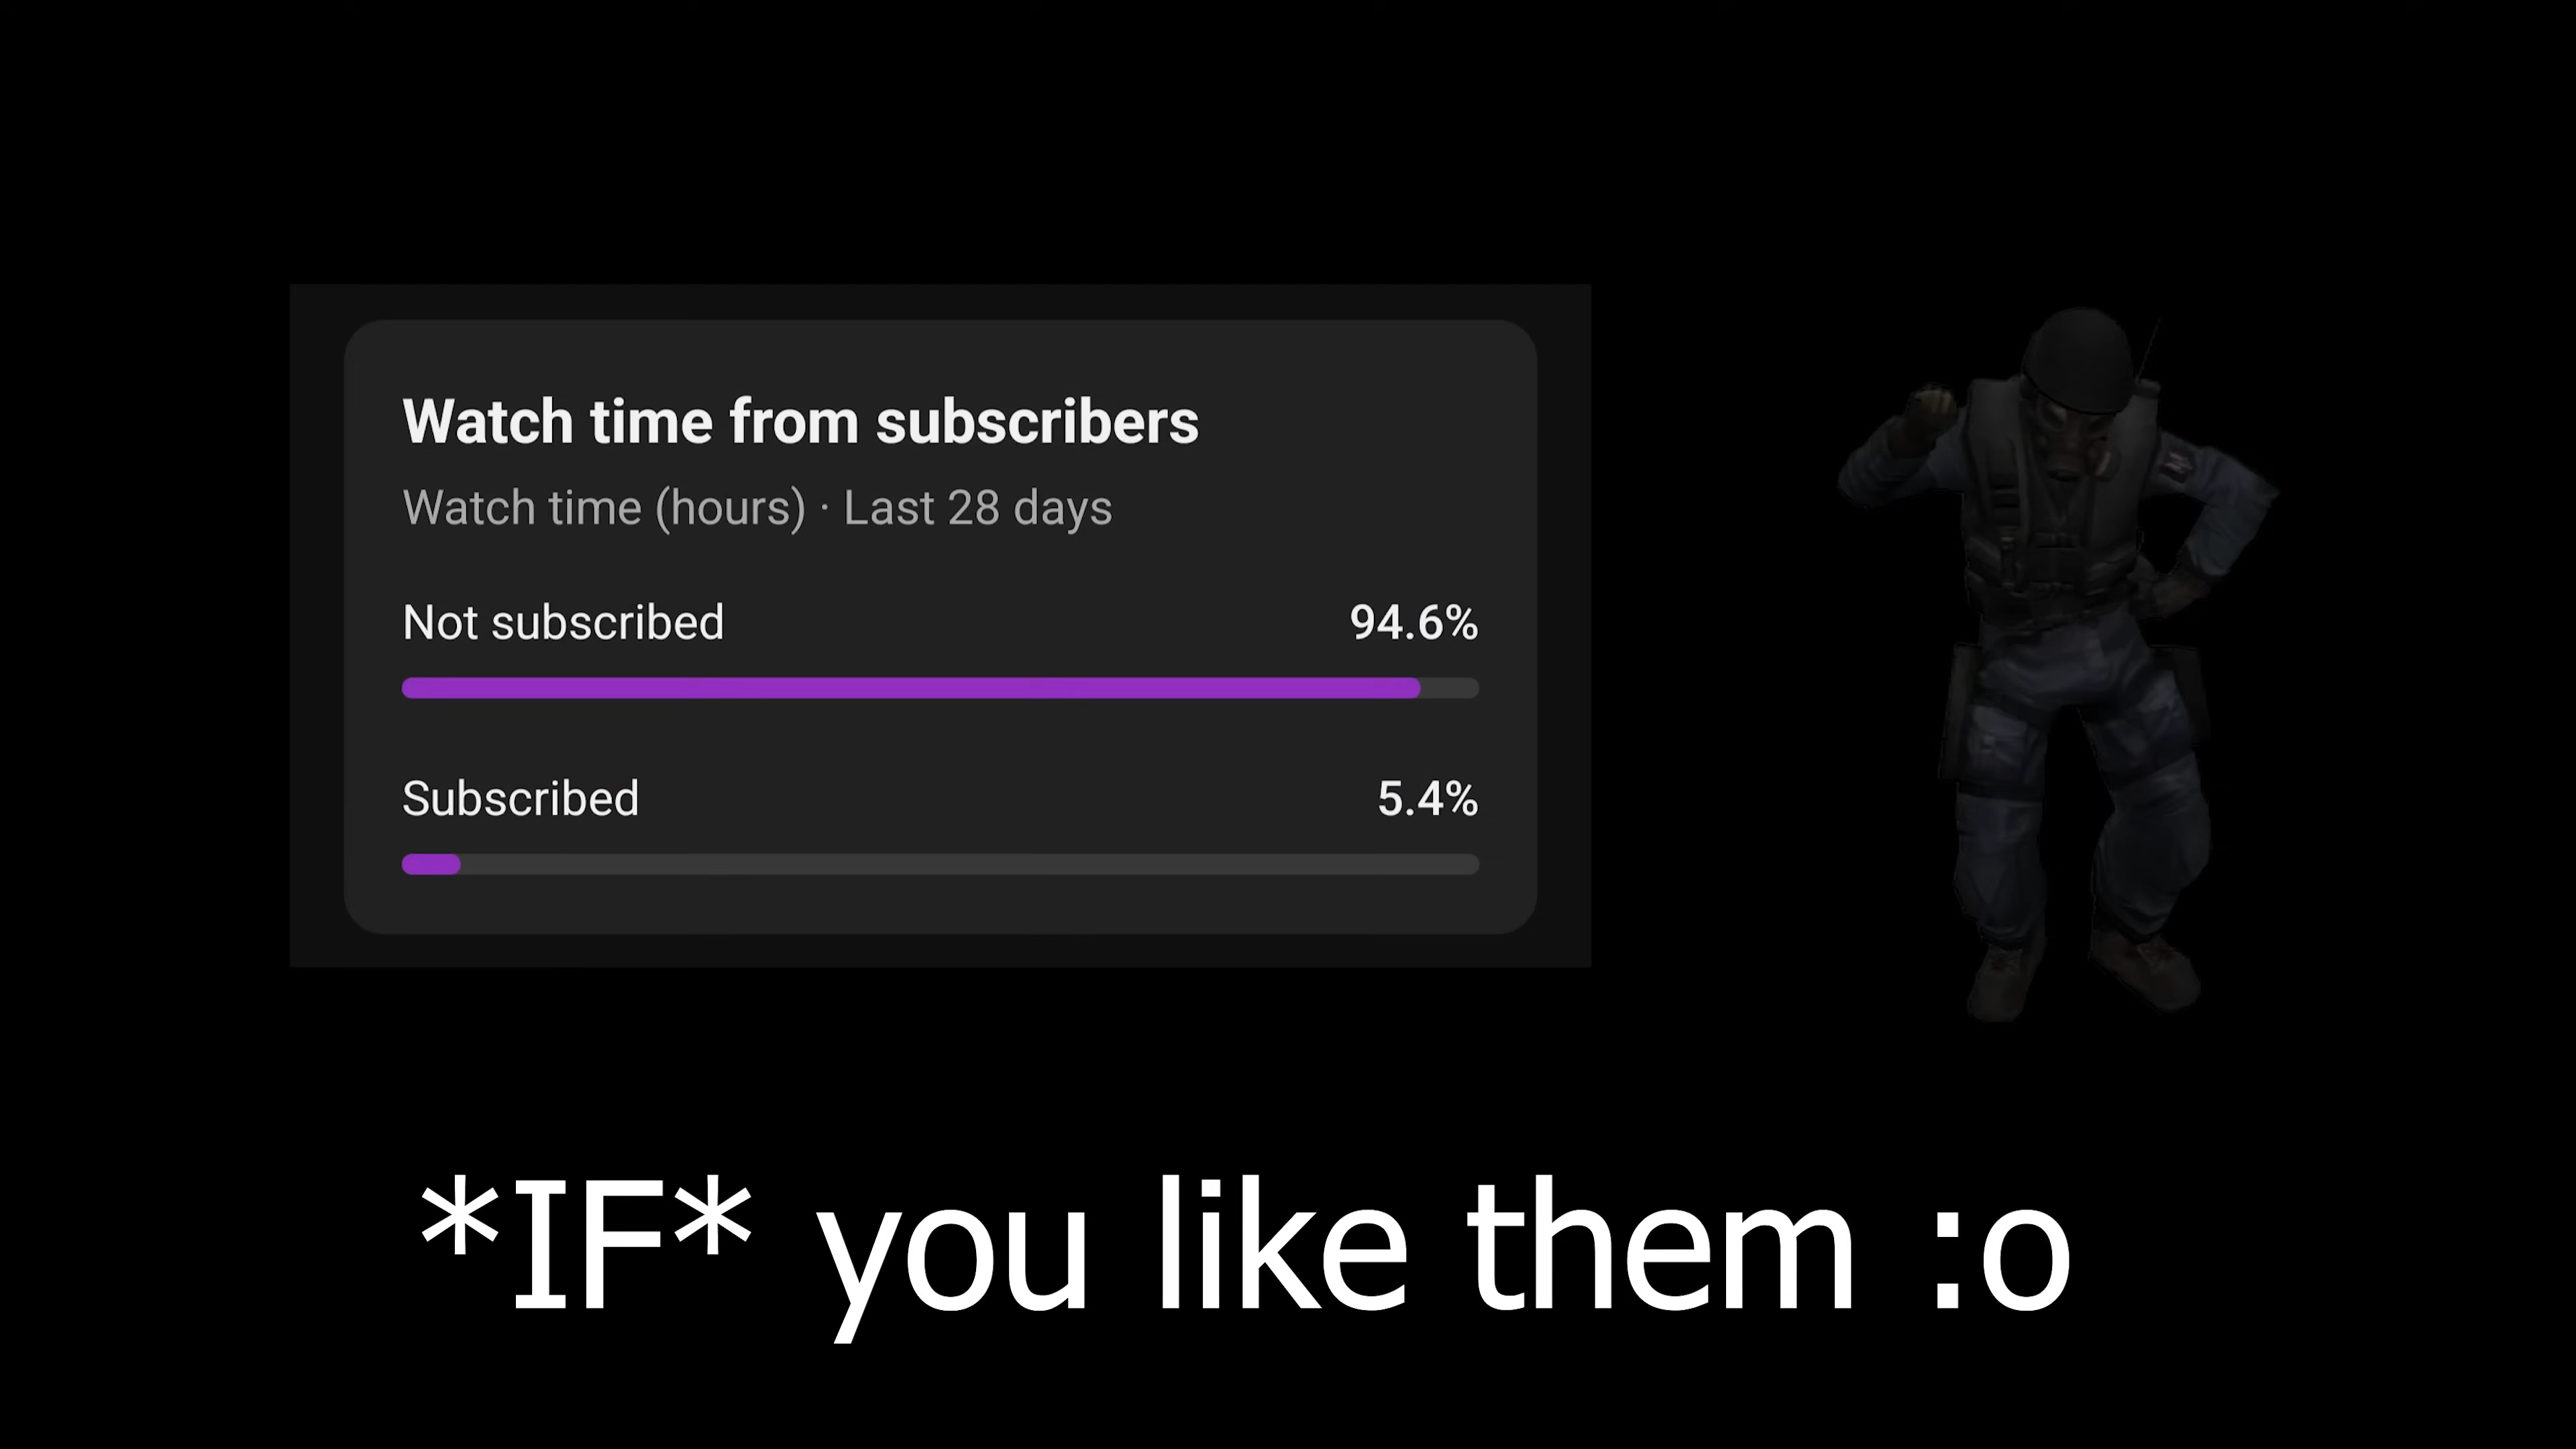 Watch time from subscribers
Watch time (hours) · Last 28 days
Not subscribed 94.6%
Subscribed 5.4%
*IF* you like them :o